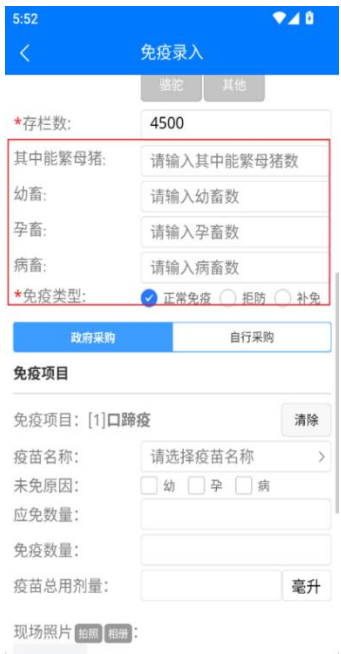 5:52
免疫录入
骆驼 其他
*存栏数: 4500
其中能繁母猪: 请输入其中能繁母猪数
幼畜: 请输入幼畜数
孕畜: 请输入孕畜数
病畜: 请输入病畜数
*免疫类型: 正常免疫 拒防 补免
政府采购 自行采购
免疫项目
免疫项目：[1]口蹄疫 清除
疫苗名称： 请选择疫苗名称
未免原因： 幼 孕 病
应免数量：
免疫数量：
疫苗总用剂量： 毫升
现场照片 拍照 相册：